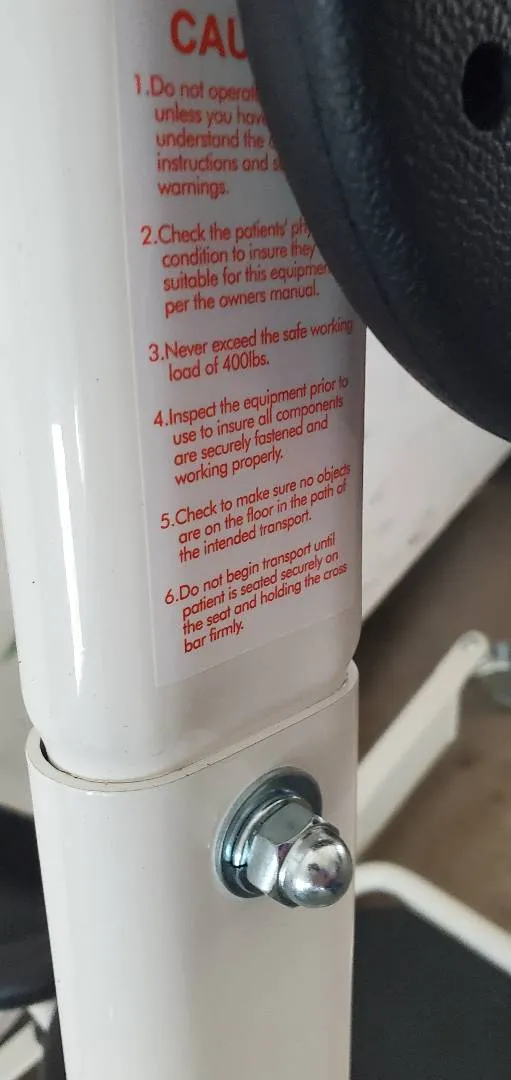 CAU
1.Do not operat
unless you hav
understand the
instructions and s
warnings.
2.Check the patients' ph
condition to insure they
suitable for this equipmen
per the owners manual.
3.Never exceed the safe working
load of 400lbs.
4.Inspect the equipment prior to
use to insure all components
are securely fastened and
working properly.
5.Check to make sure no objects
are on the floor in the path of
the intended transport.
6.Do not begin transport until
patient is seated securely on
the seat and holding the cross
bar firmly.